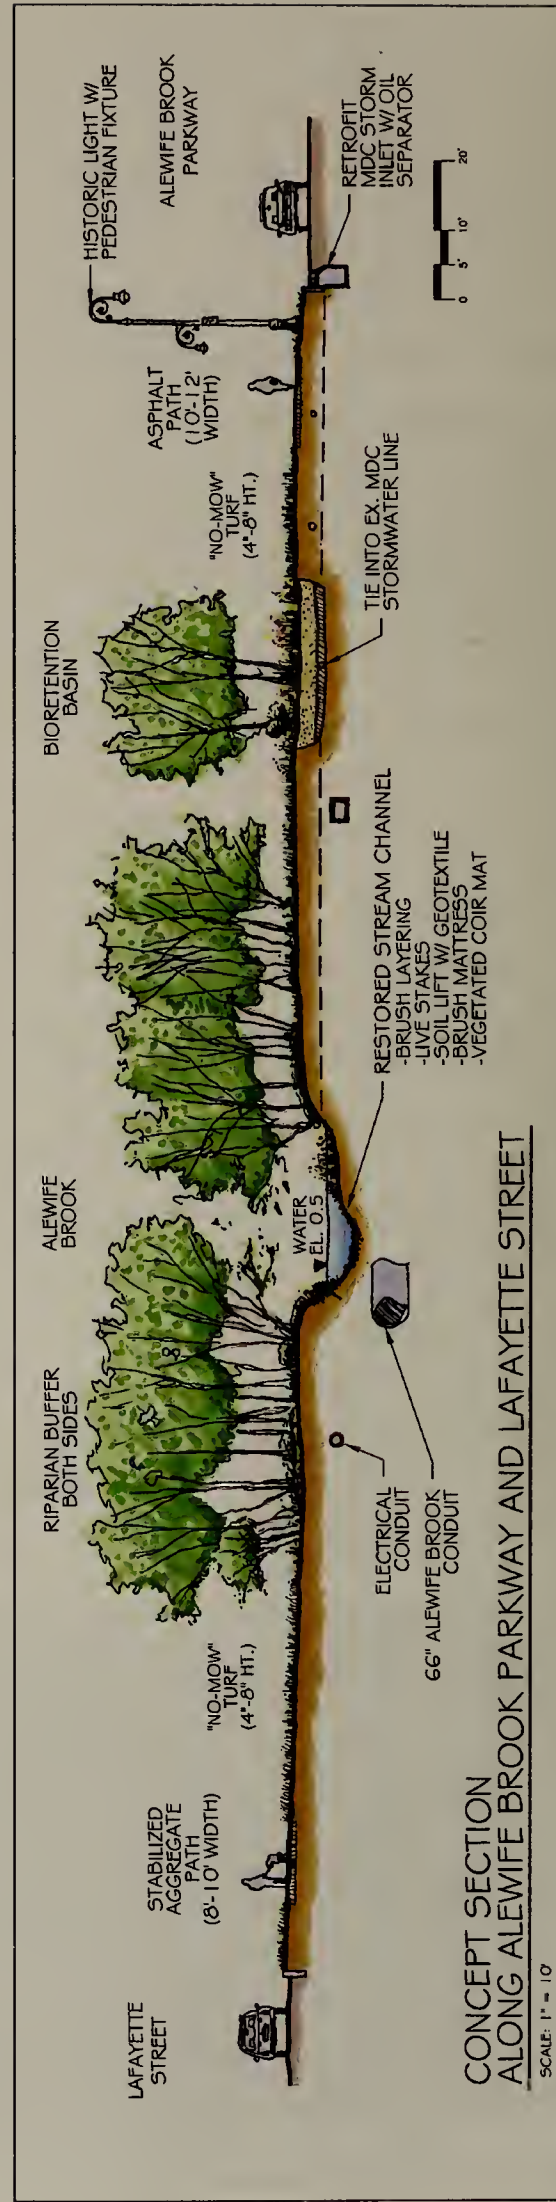 LAFAYETTE
STREET
STABILIZED
AGGREGATE
PATH
(8'-10' WIDTH)
"NO-MOW"
TURF
(4"-8" HT.)
RIPARIAN BUFFER
BOTH SIDES
ALEWIFE
BROOK
BIORETENTION
BASIN
"NO-MOW"
TURF
(4"-8" HT.)
ASPHALT
PATH
(10'-12'
WIDTH)
HISTORIC LIGHT W/
PEDESTRIAN FIXTURE
ALEWIFE BROOK
PARKWAY
WATER
EL. 0.5
ELECTRICAL
CONDUIT
66" ALEWIFE BROOK
CONDUIT
RESTORED STREAM CHANNEL
-BRUSH LAYERING
-LIVE STAKES
-SOIL LIFT W/ GEOTEXTILE
-BRUSH MATTRESS
-VEGETATED COIR MAT
TIE INTO EX. MDC
STORMWATER LINE
RETROFIT
MDC STORM
INLET W/ OIL
SEPARATOR
0 5' 10' 20'
CONCEPT SECTION
ALONG ALEWIFE BROOK PARKWAY AND LAFAYETTE STREET
SCALE: 1" = 10'